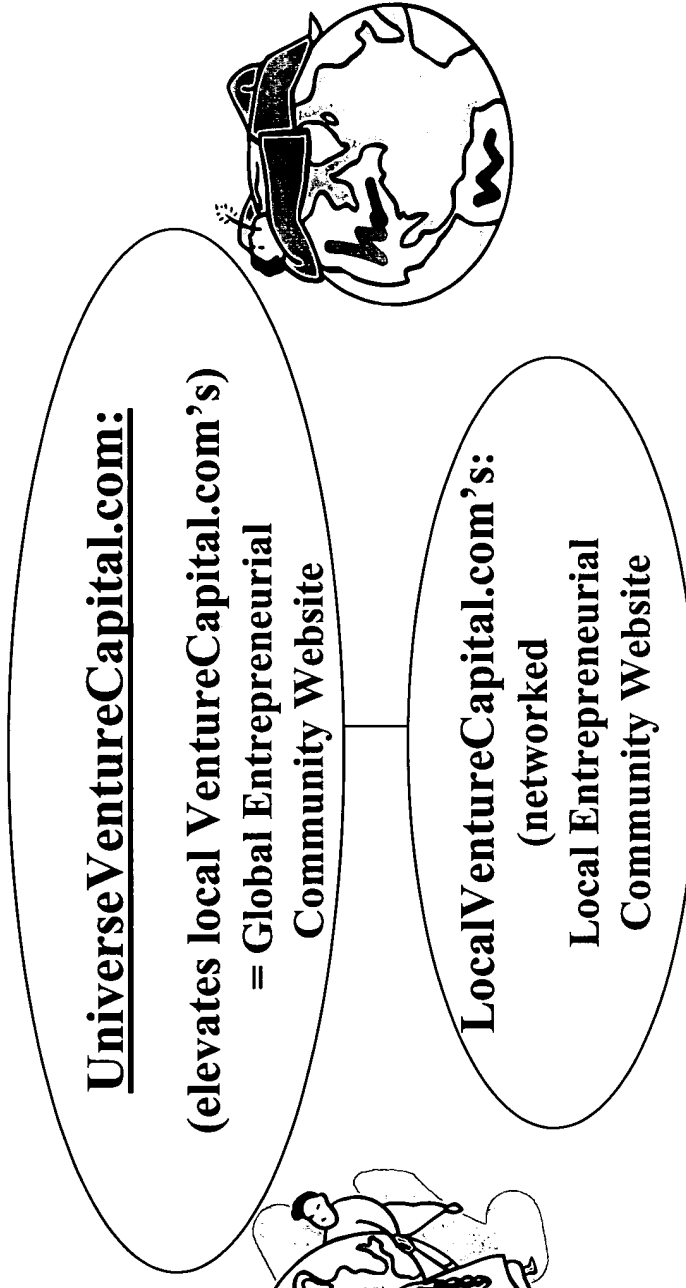 UniverseVentureCapital.com:
(elevates local VentureCapital.com's)
= Global Entrepreneurial
Community Website
LocalVentureCapital.com's:
(networked
Local Entrepreneurial
Community Website